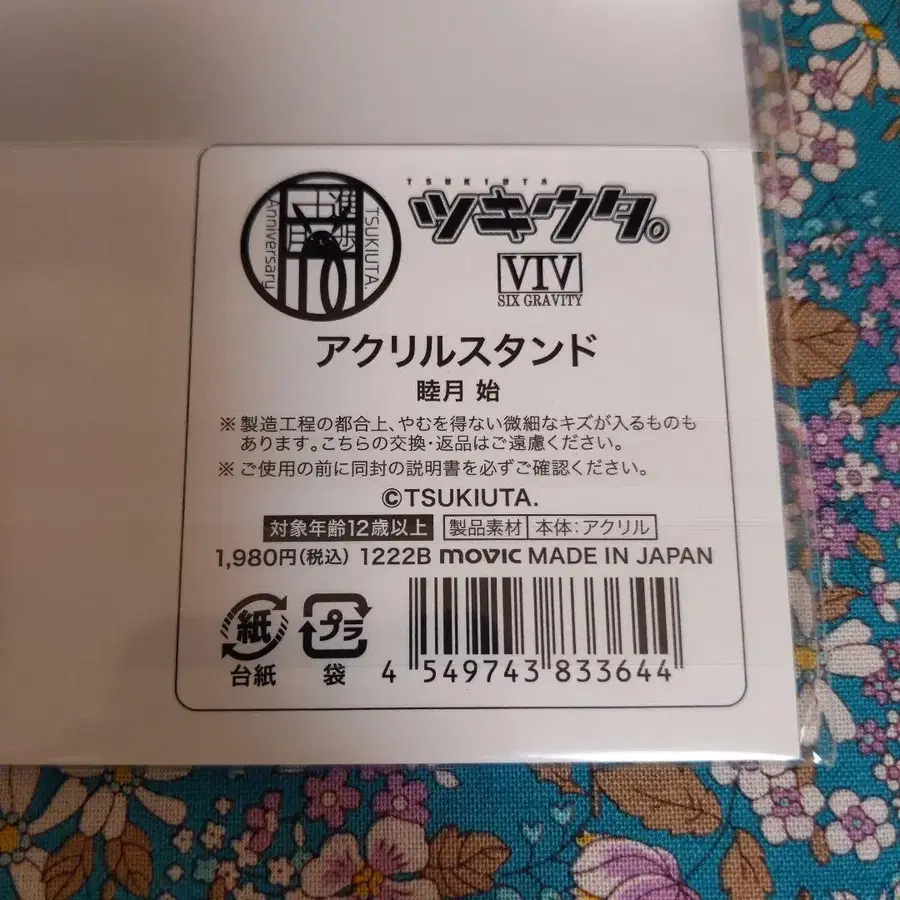 TSUKIUTA.
Anniversary
TSUKIUTA
ツキウタ。
VIV
SIX GRAVITY
アクリルスタンド
睦月 始
※製造工程の都合上、やむを得ない微細なキズが入るものも
あります。こちらの交換・返品はご遠慮ください。
※ご使用の前に同封の説明書を必ずご確認ください。
©TSUKIUTA.
対象年齢12歳以上 製品素材 本体：アクリル
1,980円(税込) 1222B movic MADE IN JAPAN
紙 プラ
台紙 袋
4 549743 833644